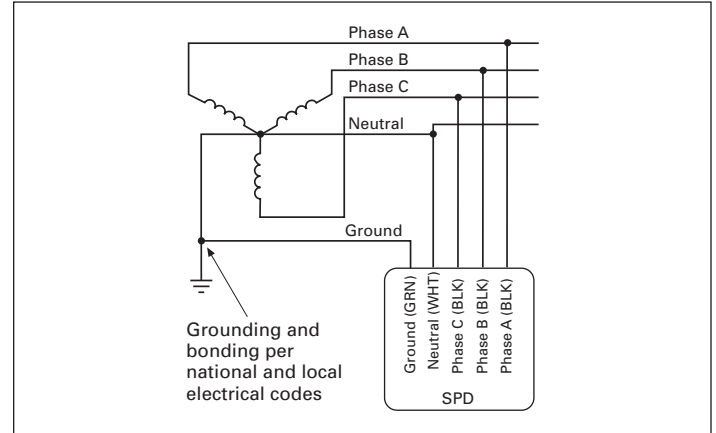 Phase A
Phase B
Phase C
Neutral
Ground
Grounding and
bonding per
national and local
electrical codes
Ground (GRN)
Neutral (WHT)
Phase C (BLK)
Phase B (BLK)
Phase A (BLK)
SPD